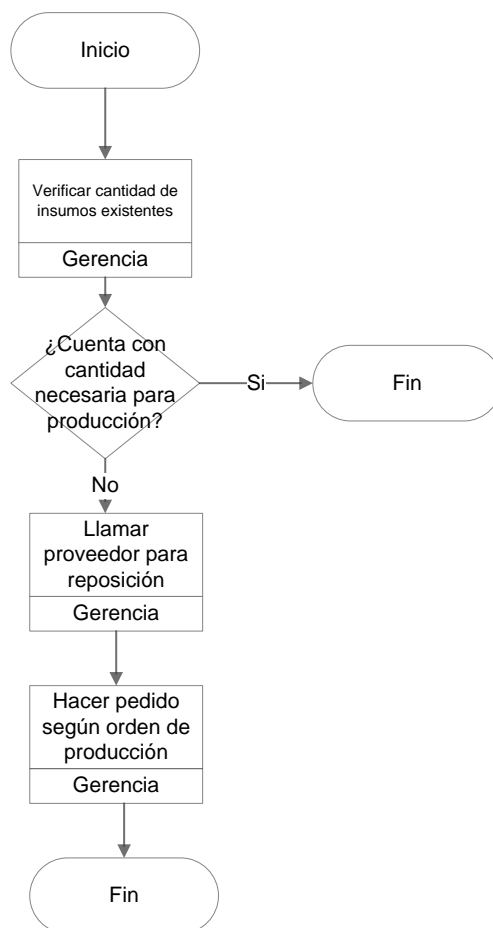 Inicio
Verificar cantidad de
insumos existentes
Gerencia
¿Cuenta con
cantidad
necesaria para
producción?
Si
Fin
No
Llamar
proveedor para
reposición
Gerencia
Hacer pedido
según orden de
producción
Gerencia
Fin